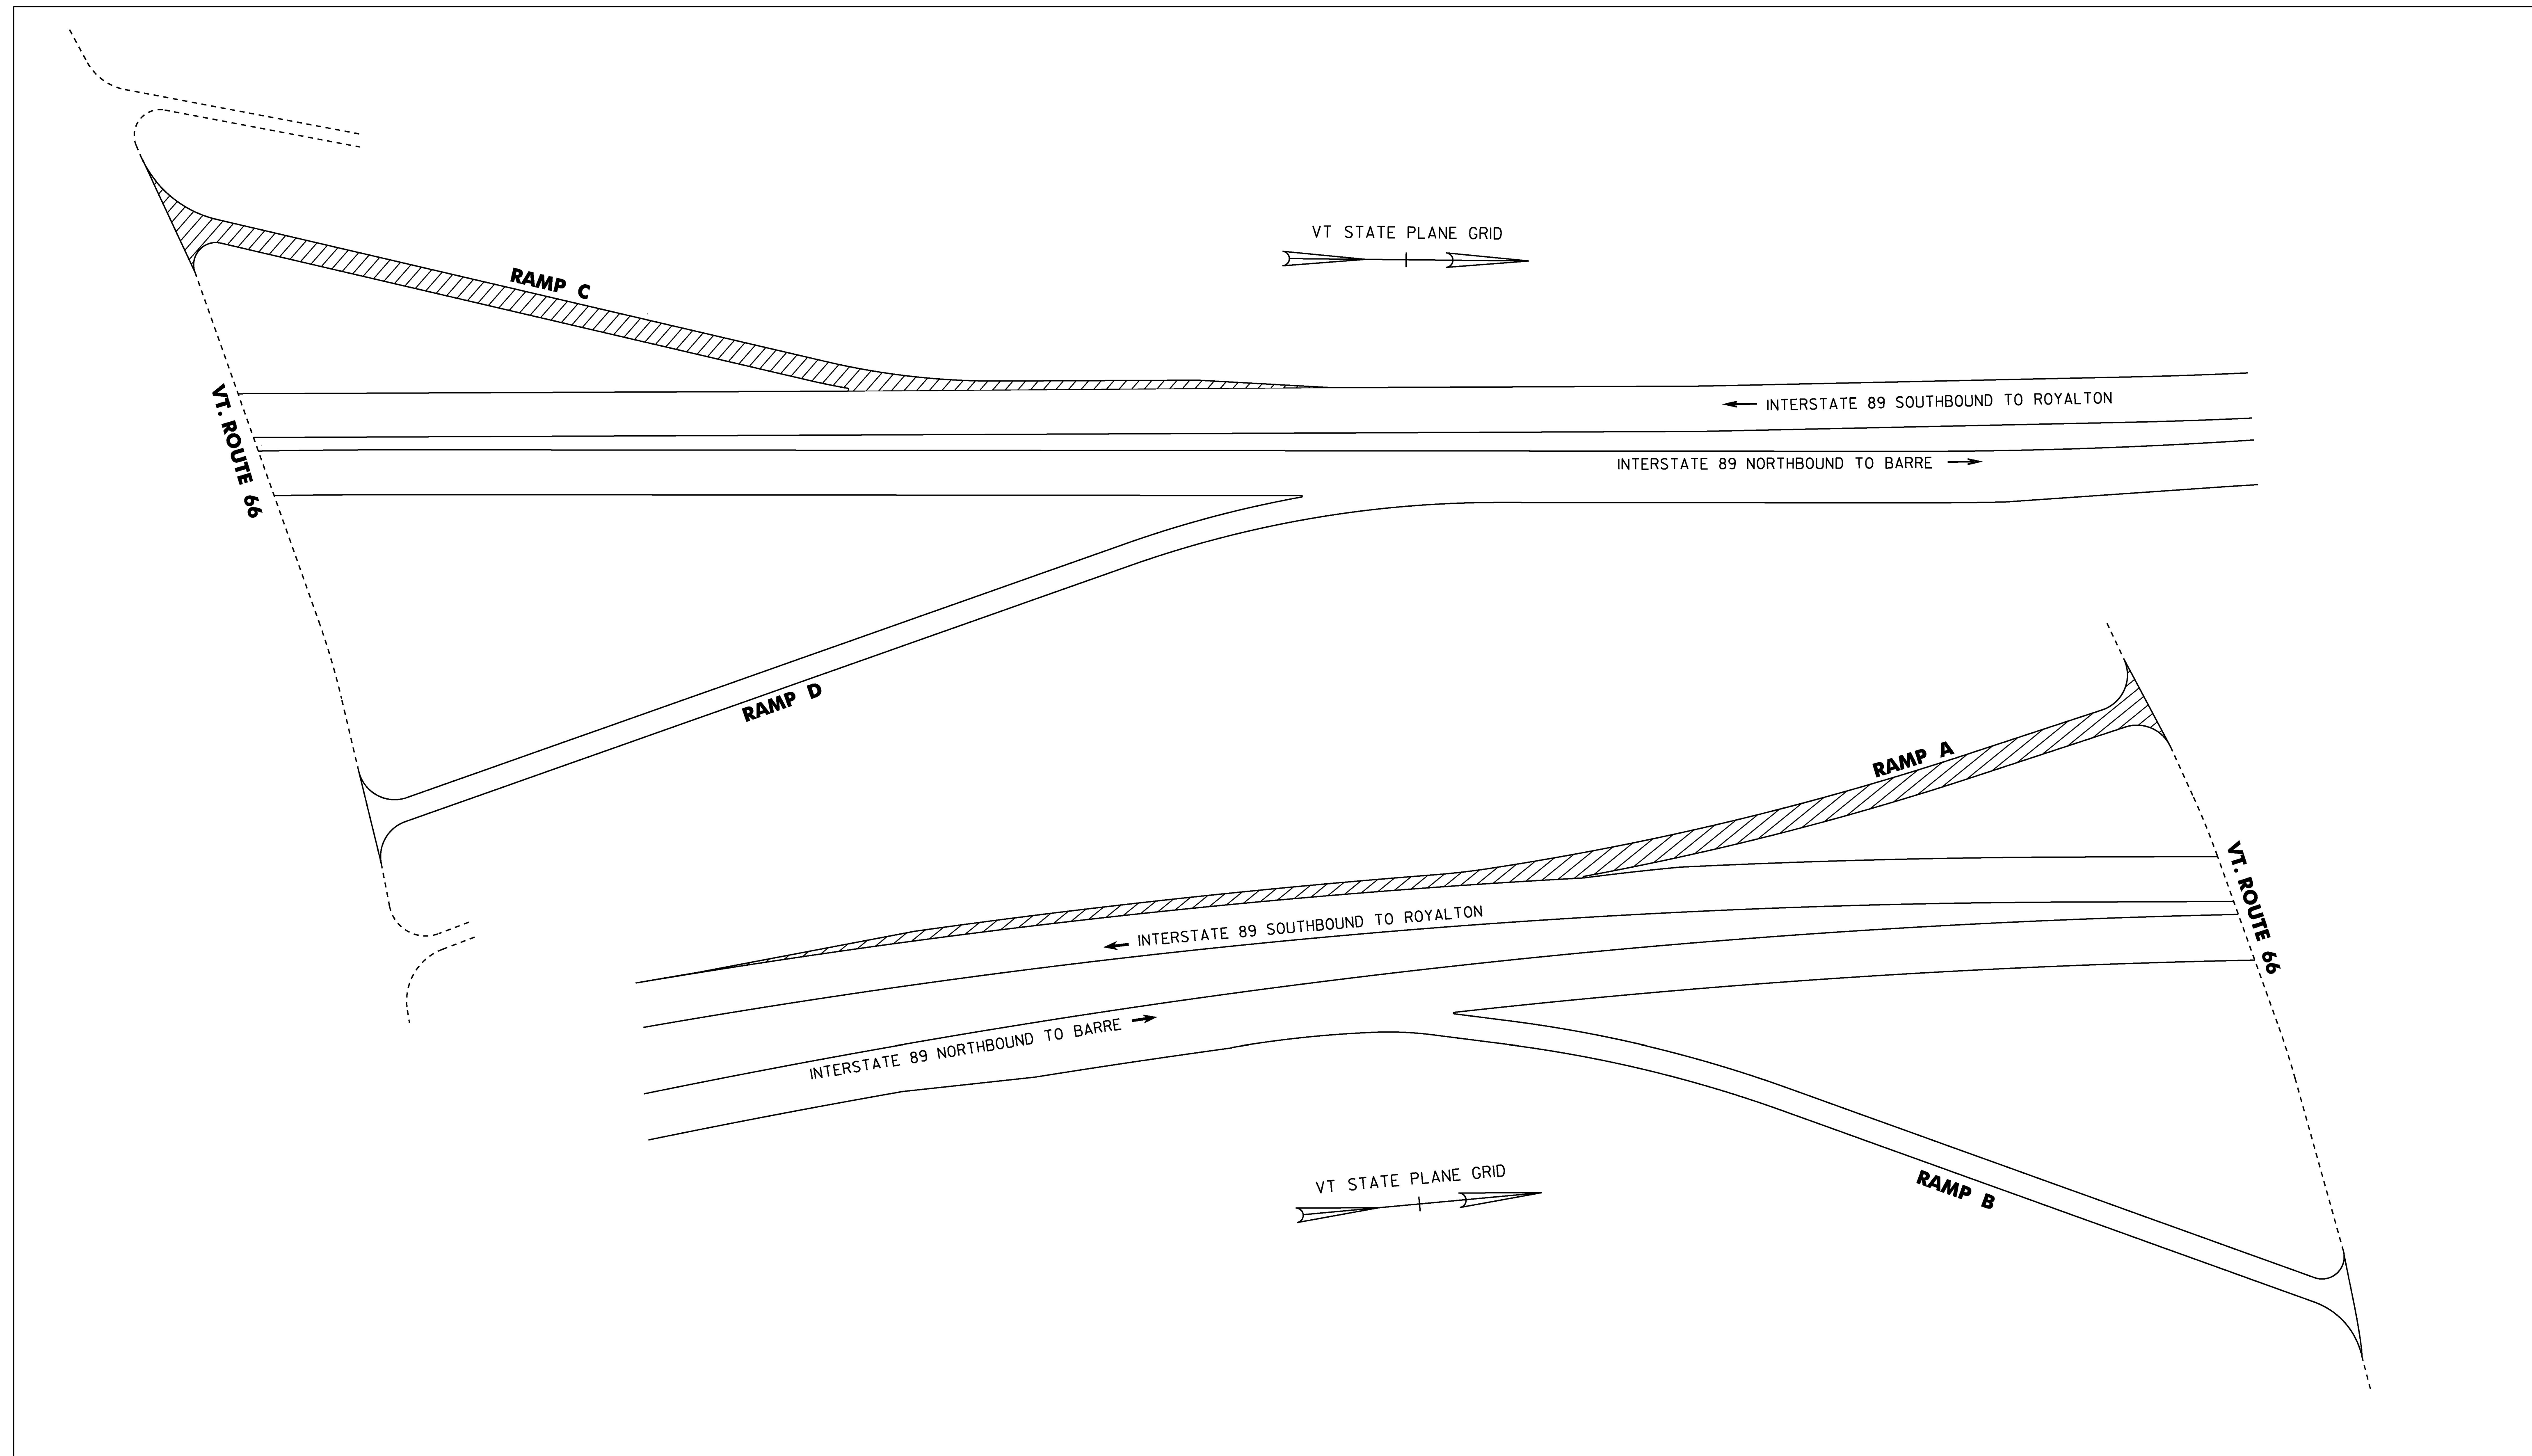 VT STATE PLANE GRID
RAMP C
INTERSTATE 89 SOUTHBOUND TO ROYALTON
VT. ROUTE 66
INTERSTATE 89 NORTHBOUND TO BARRE
RAMP D
RAMP A
VT. ROUTE 66
INTERSTATE 89 SOUTHBOUND TO ROYALTON
INTERSTATE 89 NORTHBOUND TO BARRE
VT STATE PLANE GRID
RAMP B